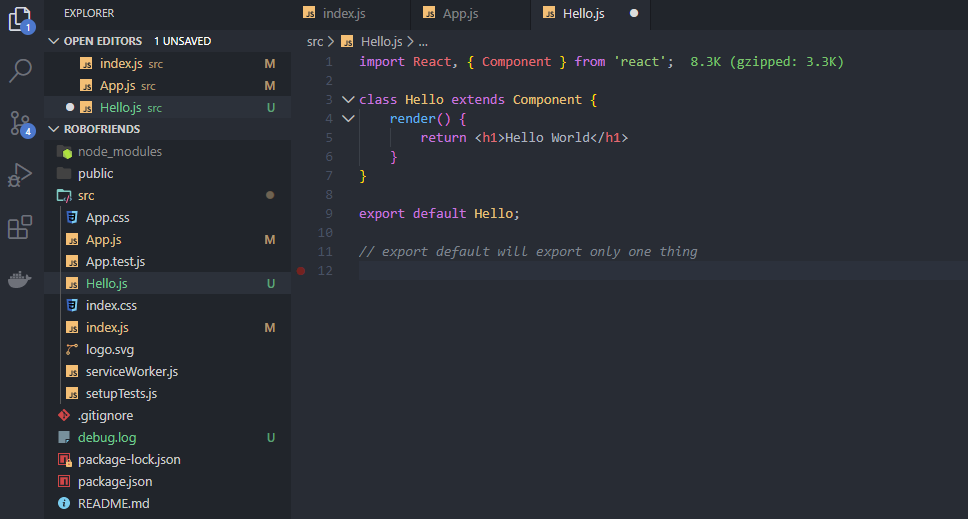 EXPLORER
index.js
App.js
Hello.js
1
OPEN EDITORS 1 UNSAVED
src > JS Hello.js > ...
JS index.js src M
JS App.js src M
JS Hello.js src U
4
ROBOFRIENDS
node_modules
public
src
App.css
JS App.js M
JS App.test.js
JS Hello.js U
index.css
JS index.js M
logo.svg
JS serviceWorker.js
JS setupTests.js
.gitignore
debug.log U
package-lock.json
package.json
README.md
1 import React, { Component } from 'react'; 8.3K (gzipped: 3.3K)
2
3 class Hello extends Component {
4 render() {
5 return <h1>Hello World</h1>
6 }
7 }
8
9 export default Hello;
10
11 // export default will export only one thing
12